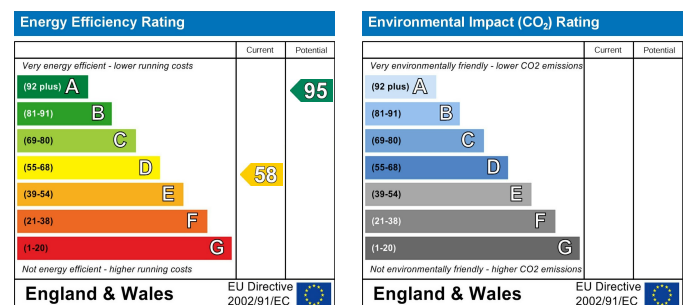 Energy Efficiency Rating
Current Potential
Very energy efficient - lower running costs
(92 plus) A
95
(81-91) B
(69-80) C
(55-68) D
58
(39-54) E
(21-38) F
(1-20) G
Not energy efficient - higher running costs
England & Wales
EU Directive
2002/91/EC
Environmental Impact (CO₂) Rating
Current Potential
Very environmentally friendly - lower CO2 emissions
(92 plus) A
(81-91) B
(69-80) C
(55-68) D
(39-54) E
(21-38) F
(1-20) G
Not environmentally friendly - higher CO2 emissions
England & Wales
EU Directive
2002/91/EC